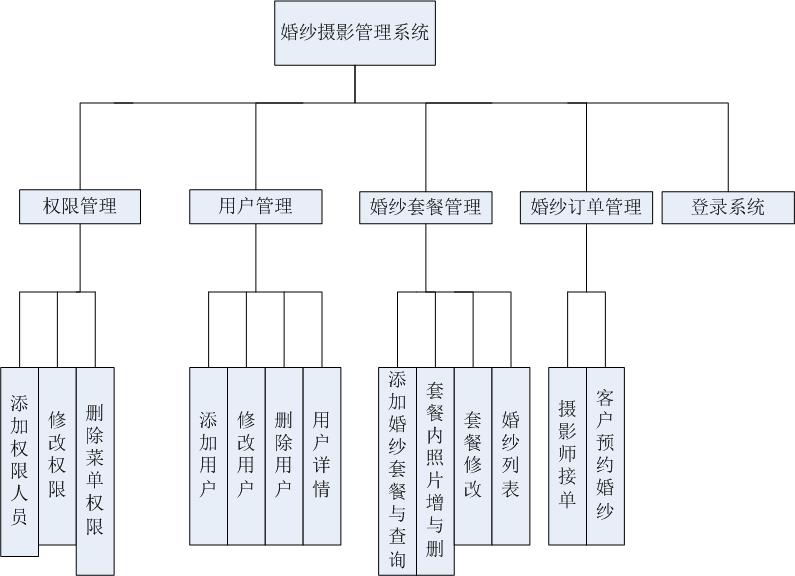 婚纱摄影管理系统
权限管理
用户管理
婚纱套餐管理
婚纱订单管理
登录系统
添加权限人员
修改权限
删除菜单权限
添加用户
修改用户
删除用户
用户详情
添加婚纱套餐与查询
套餐内照片增与删
套餐修改
婚纱列表
摄影师接单
客户预约婚纱